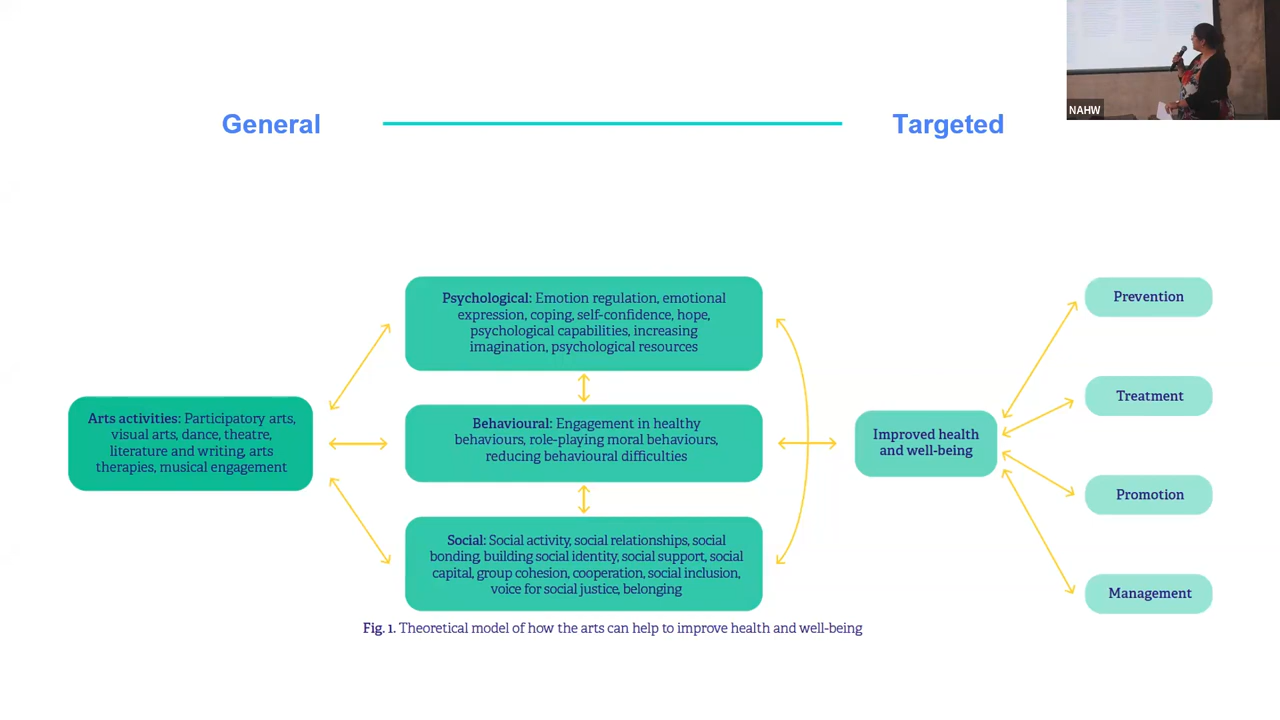 NAHW
General
Targeted
Psychological: Emotion regulation, emotional
expression, coping, self-confidence, hope,
psychological capabilities, increasing
imagination, psychological resources
Arts activities: Participatory arts,
visual arts, dance, theatre,
literature and writing, arts
therapies, musical engagement
Behavioural: Engagement in healthy
behaviours, role-playing moral behaviours,
reducing behavioural difficulties
Social: Social activity, social relationships, social
bonding, building social identity, social support, social
capital, group cohesion, cooperation, social inclusion,
voice for social justice, belonging
Improved health
and well-being
Prevention
Treatment
Promotion
Management
Fig. 1. Theoretical model of how the arts can help to improve health and well-being